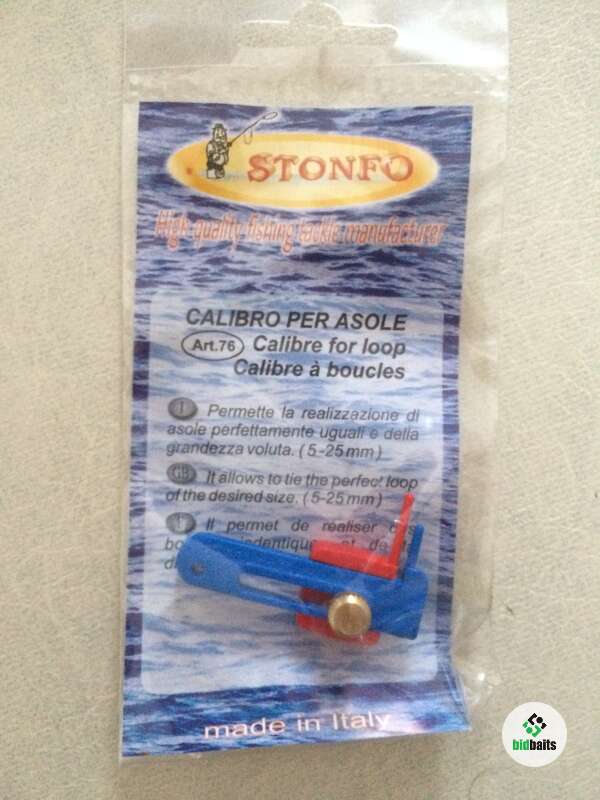 STONFO
High quality fishing tackle manufacturer
CALIBRO PER ASOLE
Art.76 Calibre for loop
Calibre à boucles
I Permette la realizzazione di
asole perfettamente uguali e della
grandezza voluta. (5-25mm)
GB It allows to tie the perfect loop
of the desired size. (5-25mm)
Il permet de realiser
made in Italy
bidbaits